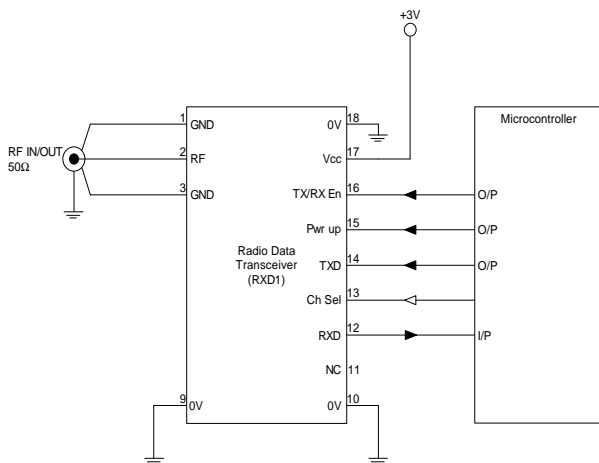 +3V
1
GND
0V
18
Microcontroller
RF IN/OUT
50Ω
2
RF
Vcc
17
3
GND
TX/RX En
16
O/P
Pwr up
15
O/P
Radio Data
Transceiver
(RXD1)
TXD
14
O/P
Ch Sel
13
RXD
12
I/P
NC
11
9
0V
0V
10